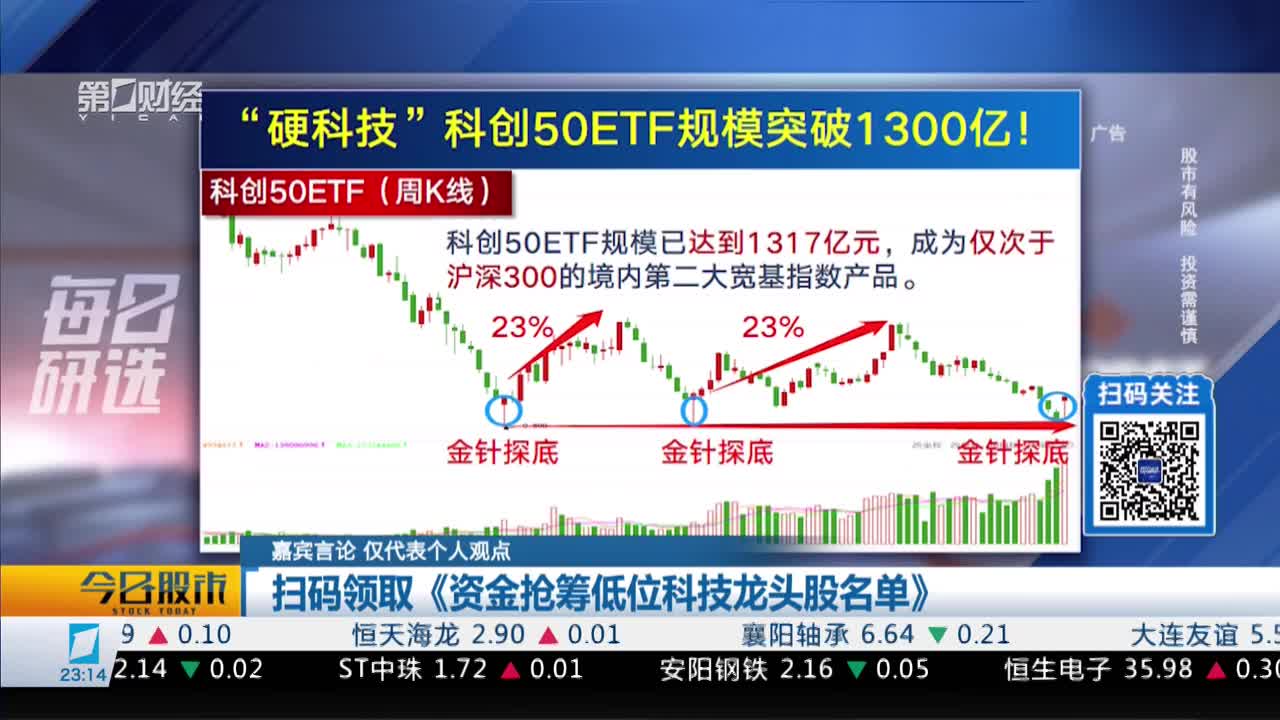 第一财经
YICAI
“硬科技”科创50ETF规模突破1300亿！
广告
科创50ETF（周K线）
股市有风险 投资需谨慎
科创50ETF规模已达到1317亿元，成为仅次于
沪深300的境内第二大宽基指数产品。
23%
23%
每日
研选
扫码关注
金针探底
金针探底
金针探底
嘉宾言论 仅代表个人观点
今日股市
STOCK TODAY
扫码领取《资金抢筹低位科技龙头股名单》
9 ▲ 0.10 恒天海龙 2.90 ▲ 0.01 襄阳轴承 6.64 ▼ 0.21 大连友谊 5.5
23:14
2.14 ▼ 0.02 ST中珠 1.72 ▲ 0.01 安阳钢铁 2.16 ▼ 0.05 恒生电子 35.98 ▲ 0.30